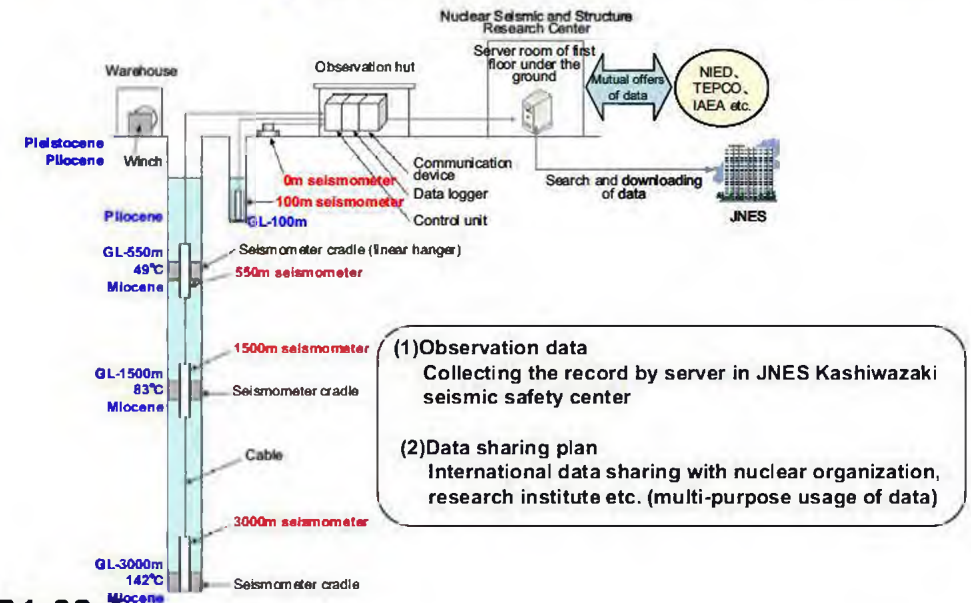 Nuclear Seismic and Structure
Research Center
Server room of first
floor under the
ground
Mutual offers
of data
NIED、
TEPCO、
IAEA etc.
Warehouse
Observation hut
Pleistocene
Pliocene
Winch
Communication
device
Data logger
Control unit
0m seismometer
100m seismometer
GL-100m
Search and downloading
of data
JNES
Pliocene
GL-550m
49℃
Miocene
Seismometer cradle (linear hanger)
550m seismometer
1500m seismometer
GL-1500m
83℃
Miocene
Seismometer cradle
Cable
3000m seismometer
GL-3000m
142℃
Miocene
Seismometer cradle
(1)Observation data
Collecting the record by server in JNES Kashiwazaki
seismic safety center
(2)Data sharing plan
International data sharing with nuclear organization,
research institute etc. (multi-purpose usage of data)